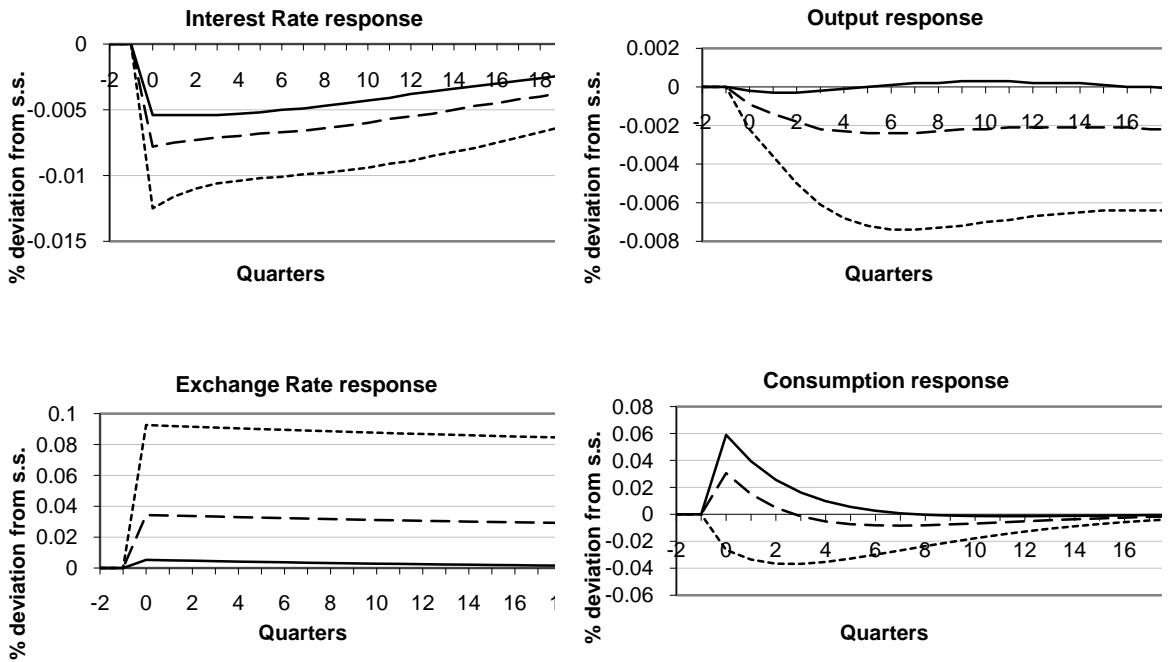 Interest Rate response
0
-0.005
-0.01
-0.015
-2 0 2 4 6 8 10 12 14 16 18
% deviation from s.s.
Quarters
Output response
0.002
0
-0.002
-0.004
-0.006
-0.008
-2 0 2 4 6 8 10 12 14 16
% deviation from s.s.
Quarters
Exchange Rate response
0.1
0.08
0.06
0.04
0.02
0
-2 0 2 4 6 8 10 12 14 16 1
% deviation from s.s.
Quarters
Consumption response
0.08
0.06
0.04
0.02
0
-0.02
-0.04
-0.06
-2 0 2 4 6 8 10 12 14 16
% deviation from s.s.
Quarters